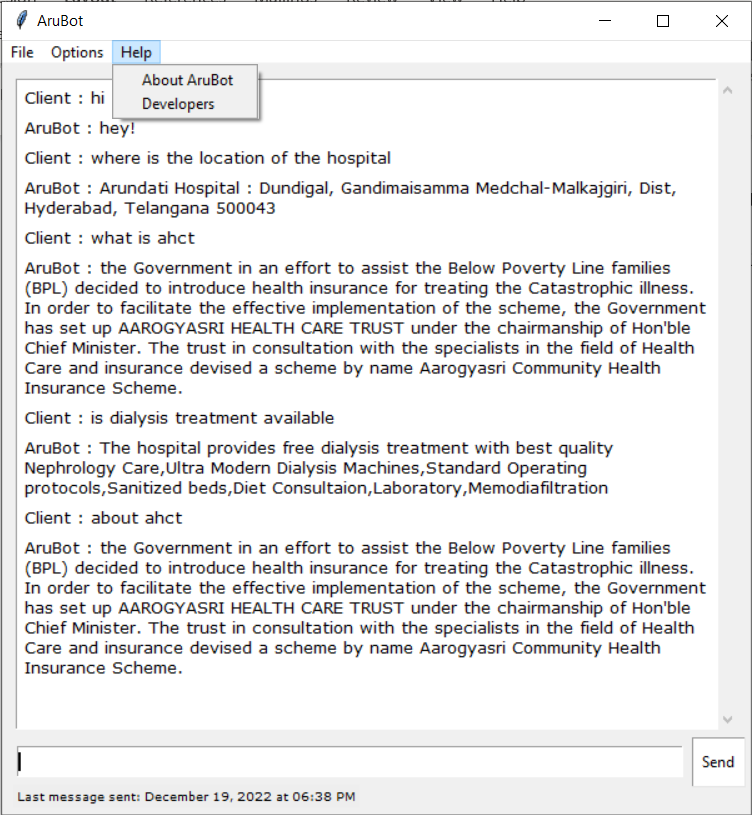 AruBot
File Options Help
About AruBot
Developers
Client : hi
AruBot : hey!
Client : where is the location of the hospital
AruBot : Arundati Hospital : Dundigal, Gandimaisamma Medchal-Malkajgiri, Dist,
Hyderabad, Telangana 500043
Client : what is ahct
AruBot : the Government in an effort to assist the Below Poverty Line families
(BPL) decided to introduce health insurance for treating the Catastrophic illness.
In order to facilitate the effective implementation of the scheme, the Government
has set up AAROGYASRI HEALTH CARE TRUST under the chairmanship of Hon'ble
Chief Minister. The trust in consultation with the specialists in the field of Health
Care and insurance devised a scheme by name Aarogyasri Community Health
Insurance Scheme.
Client : is dialysis treatment available
AruBot : The hospital provides free dialysis treatment with best quality
Nephrology Care,Ultra Modern Dialysis Machines,Standard Operating
protocols,Sanitized beds,Diet Consultaion,Laboratory,Memodiafiltration
Client : about ahct
AruBot : the Government in an effort to assist the Below Poverty Line families
(BPL) decided to introduce health insurance for treating the Catastrophic illness.
In order to facilitate the effective implementation of the scheme, the Government
has set up AAROGYASRI HEALTH CARE TRUST under the chairmanship of Hon'ble
Chief Minister. The trust in consultation with the specialists in the field of Health
Care and insurance devised a scheme by name Aarogyasri Community Health
Insurance Scheme.
Send
Last message sent: December 19, 2022 at 06:38 PM